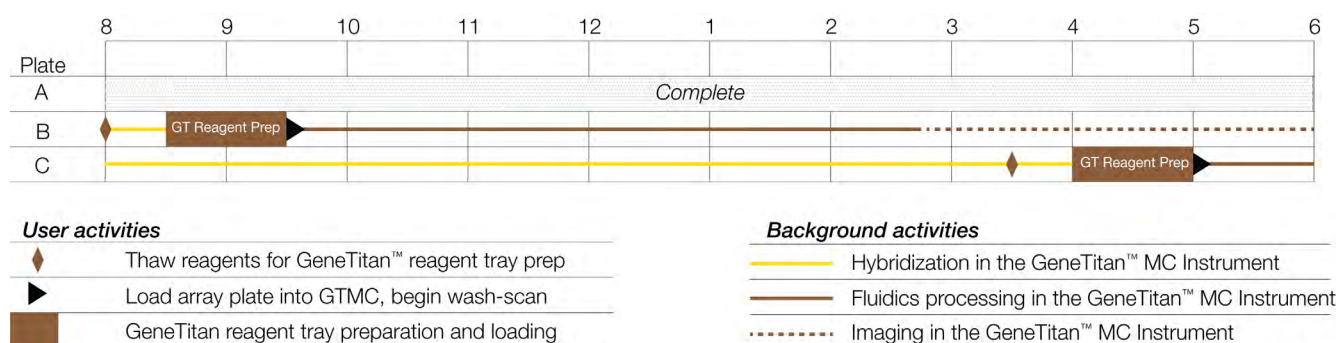 8 9 10 11 12 1 2 3 4 5 6
Plate
A Complete
B GT Reagent Prep
C GT Reagent Prep
User activities
Thaw reagents for GeneTitan™ reagent tray prep
Load array plate into GTMC, begin wash-scan
GeneTitan reagent tray preparation and loading
Background activities
Hybridization in the GeneTitan™ MC Instrument
Fluidics processing in the GeneTitan™ MC Instrument
Imaging in the GeneTitan™ MC Instrument